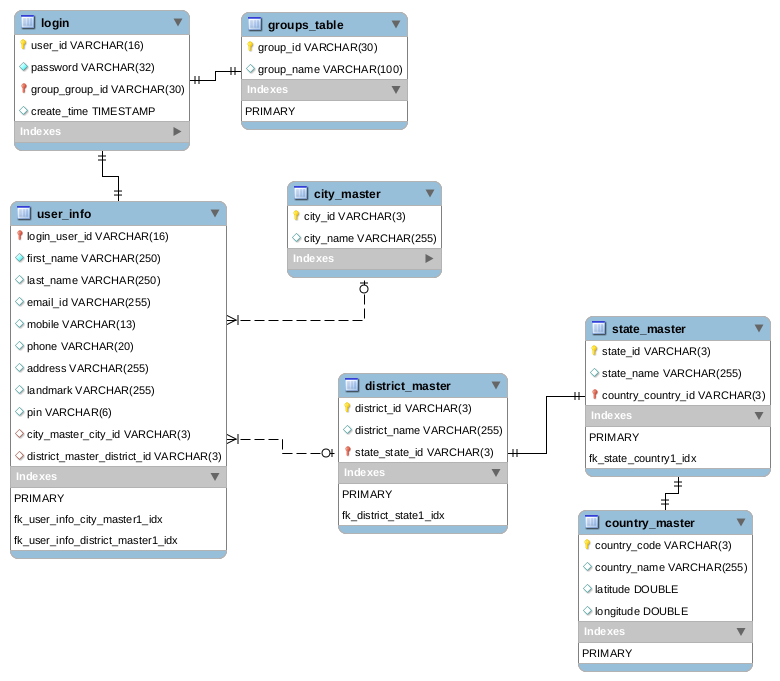 login
user_id VARCHAR(16)
password VARCHAR(32)
group_group_id VARCHAR(30)
create_time TIMESTAMP
Indexes
groups_table
group_id VARCHAR(30)
group_name VARCHAR(100)
Indexes
PRIMARY
user_info
login_user_id VARCHAR(16)
first_name VARCHAR(250)
last_name VARCHAR(250)
email_id VARCHAR(255)
mobile VARCHAR(13)
phone VARCHAR(20)
address VARCHAR(255)
landmark VARCHAR(255)
pin VARCHAR(6)
city_master_city_id VARCHAR(3)
district_master_district_id VARCHAR(3)
Indexes
PRIMARY
fk_user_info_city_master1_idx
fk_user_info_district_master1_idx
city_master
city_id VARCHAR(3)
city_name VARCHAR(255)
Indexes
district_master
district_id VARCHAR(3)
district_name VARCHAR(255)
state_state_id VARCHAR(3)
Indexes
PRIMARY
fk_district_state1_idx
state_master
state_id VARCHAR(3)
state_name VARCHAR(255)
country_country_id VARCHAR(3)
Indexes
PRIMARY
fk_state_country1_idx
country_master
country_code VARCHAR(3)
country_name VARCHAR(255)
latitude DOUBLE
longitude DOUBLE
Indexes
PRIMARY